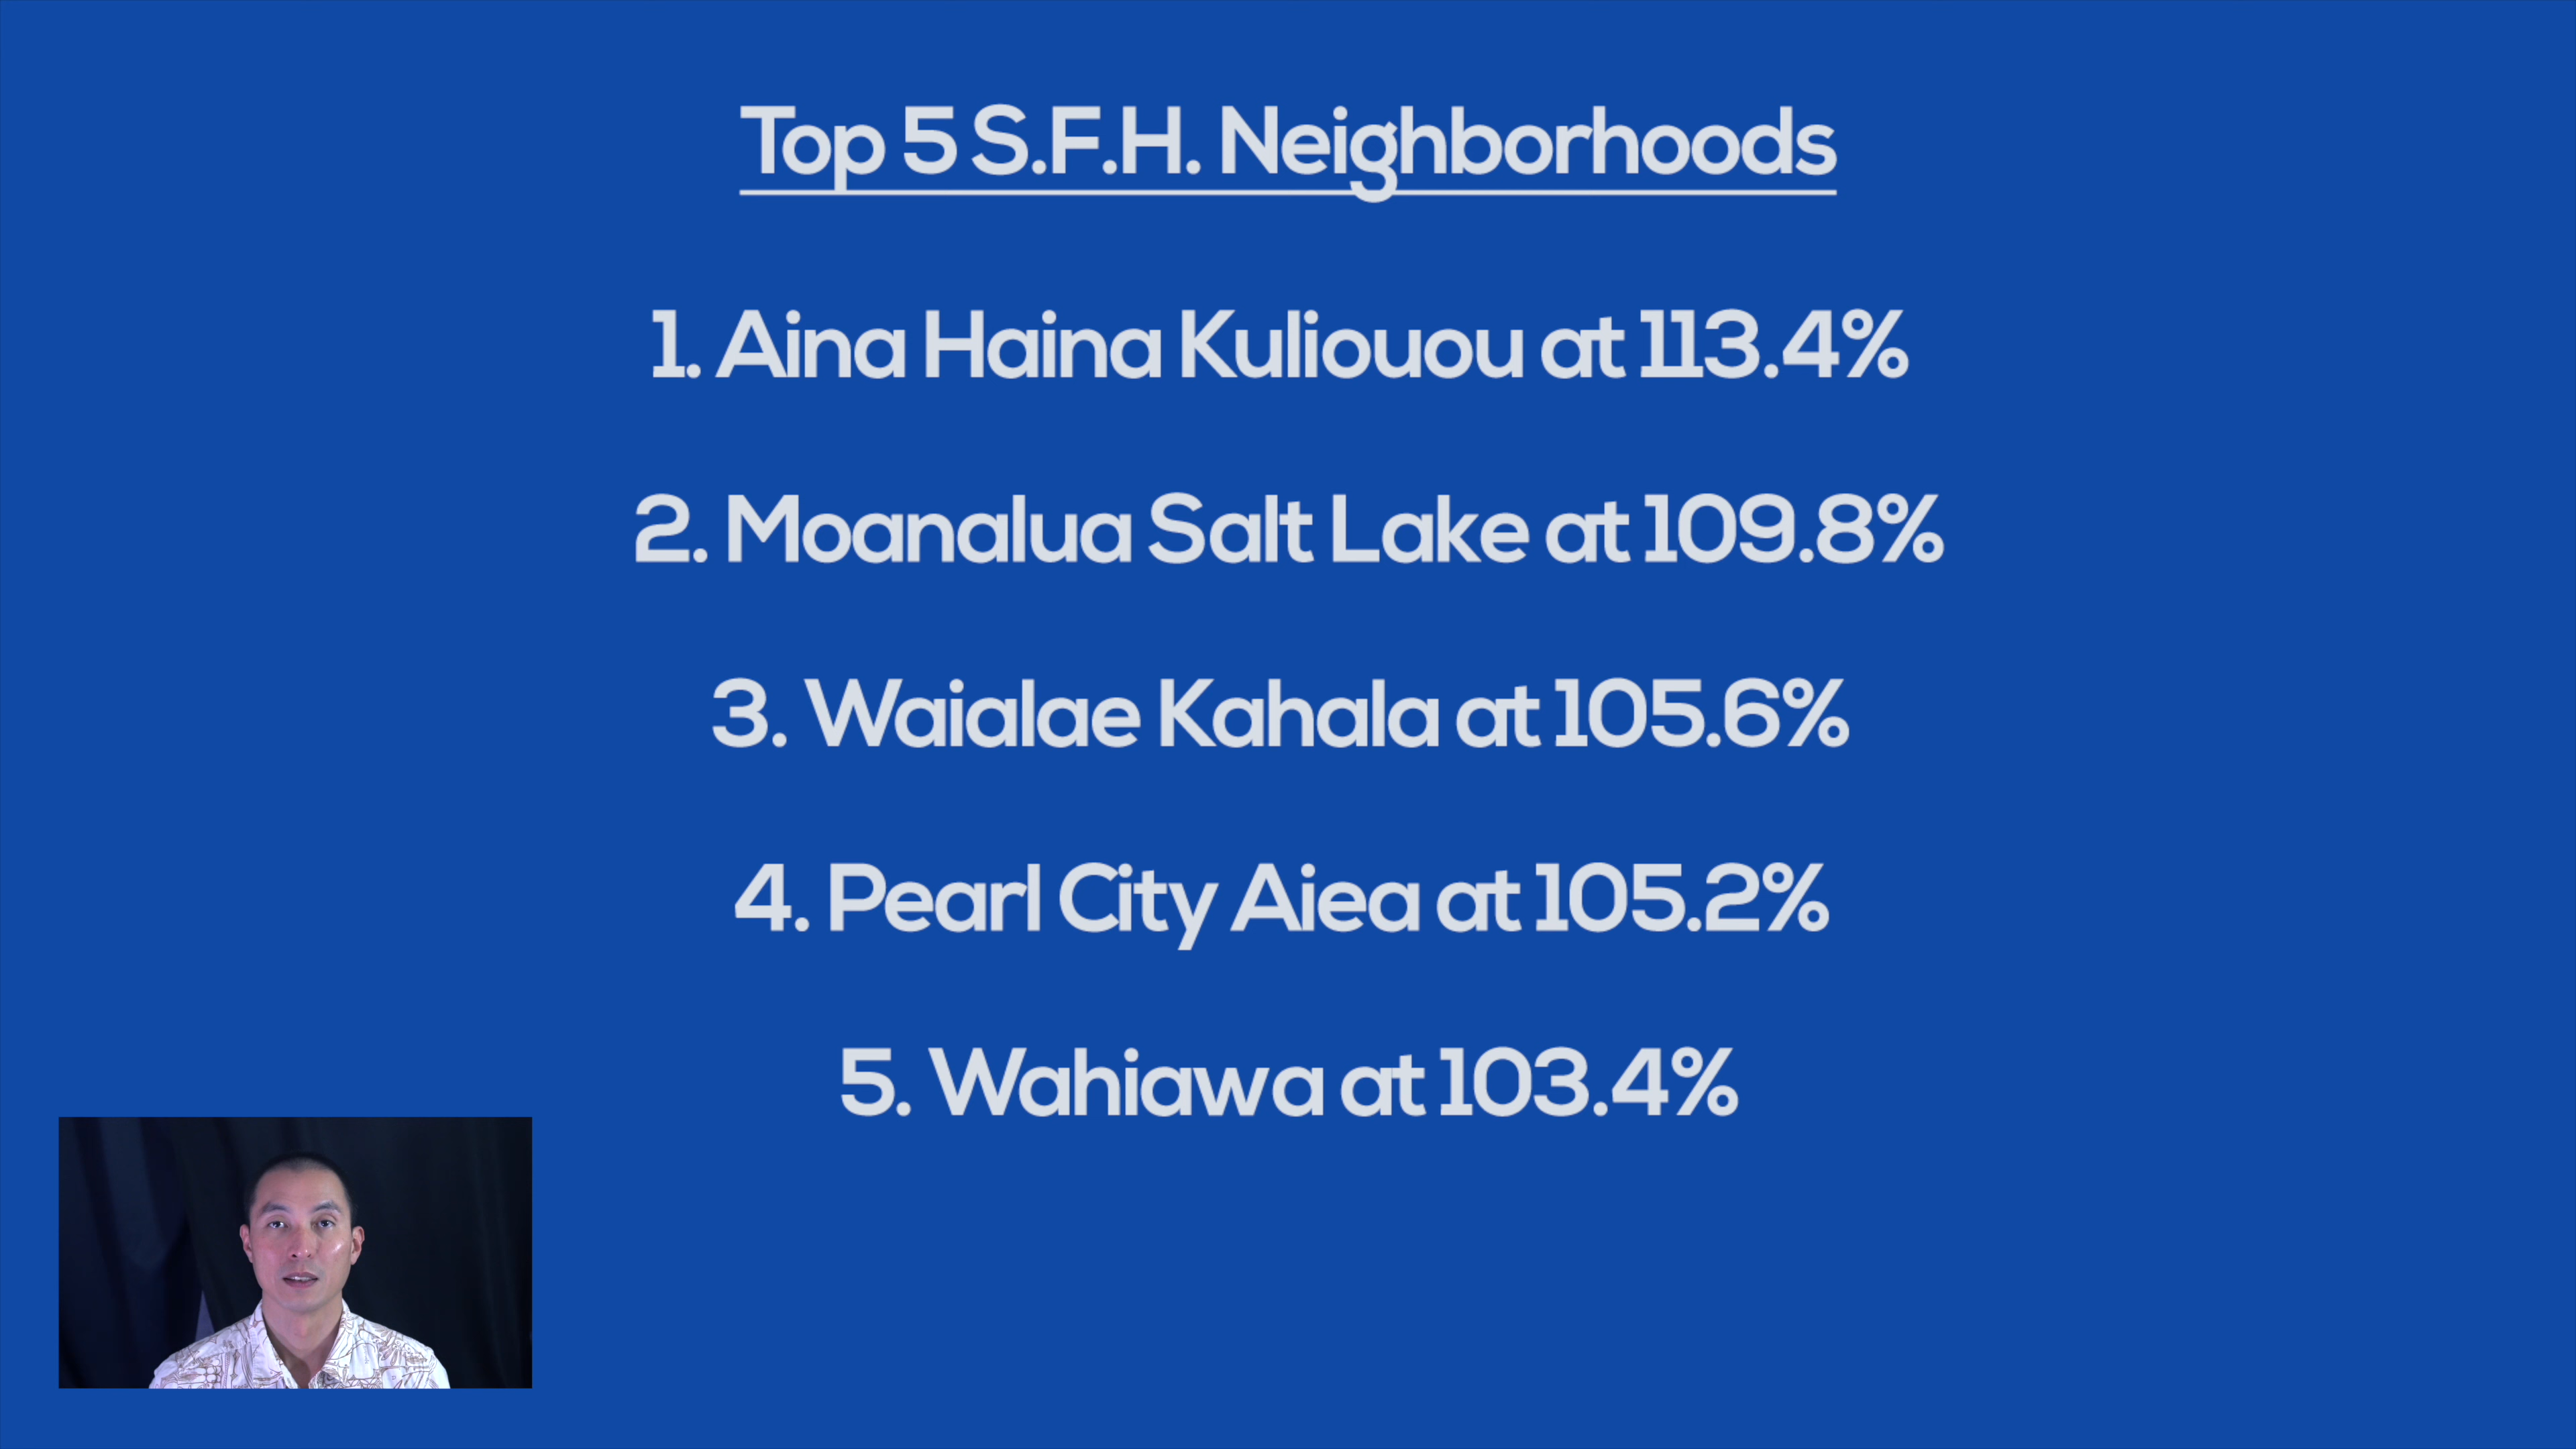 Top 5 S.F.H. Neighborhoods
1. Aina Haina Kuliouou at 113.4%
2. Moanalua Salt Lake at 109.8%
3. Waialae Kahala at 105.6%
4. Pearl City Aiea at 105.2%
5. Wahiawa at 103.4%